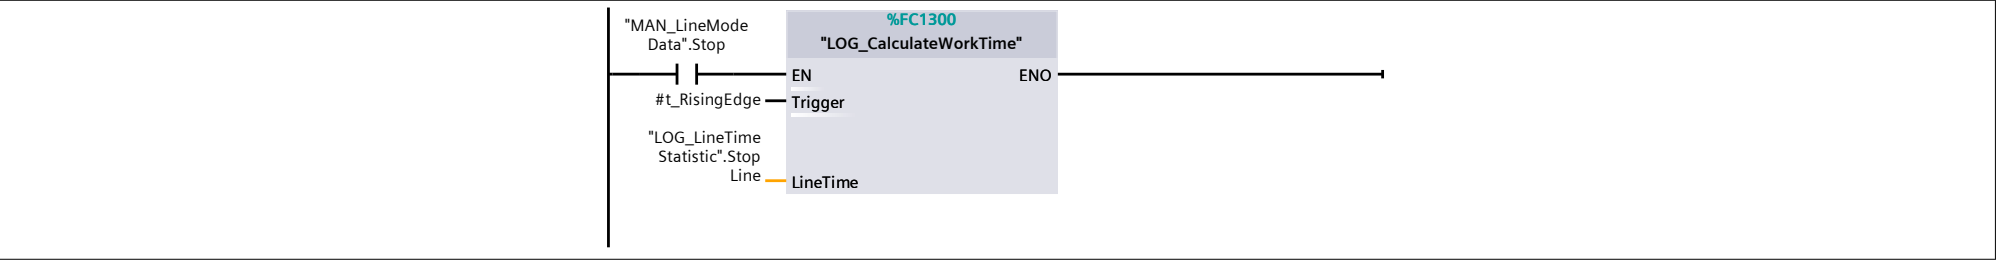 "MAN_LineMode
Data".Stop
%FC1300
"LOG_CalculateWorkTime"
EN
ENO
#t_RisingEdge
Trigger
"LOG_LineTime
Statistic".Stop
Line
LineTime